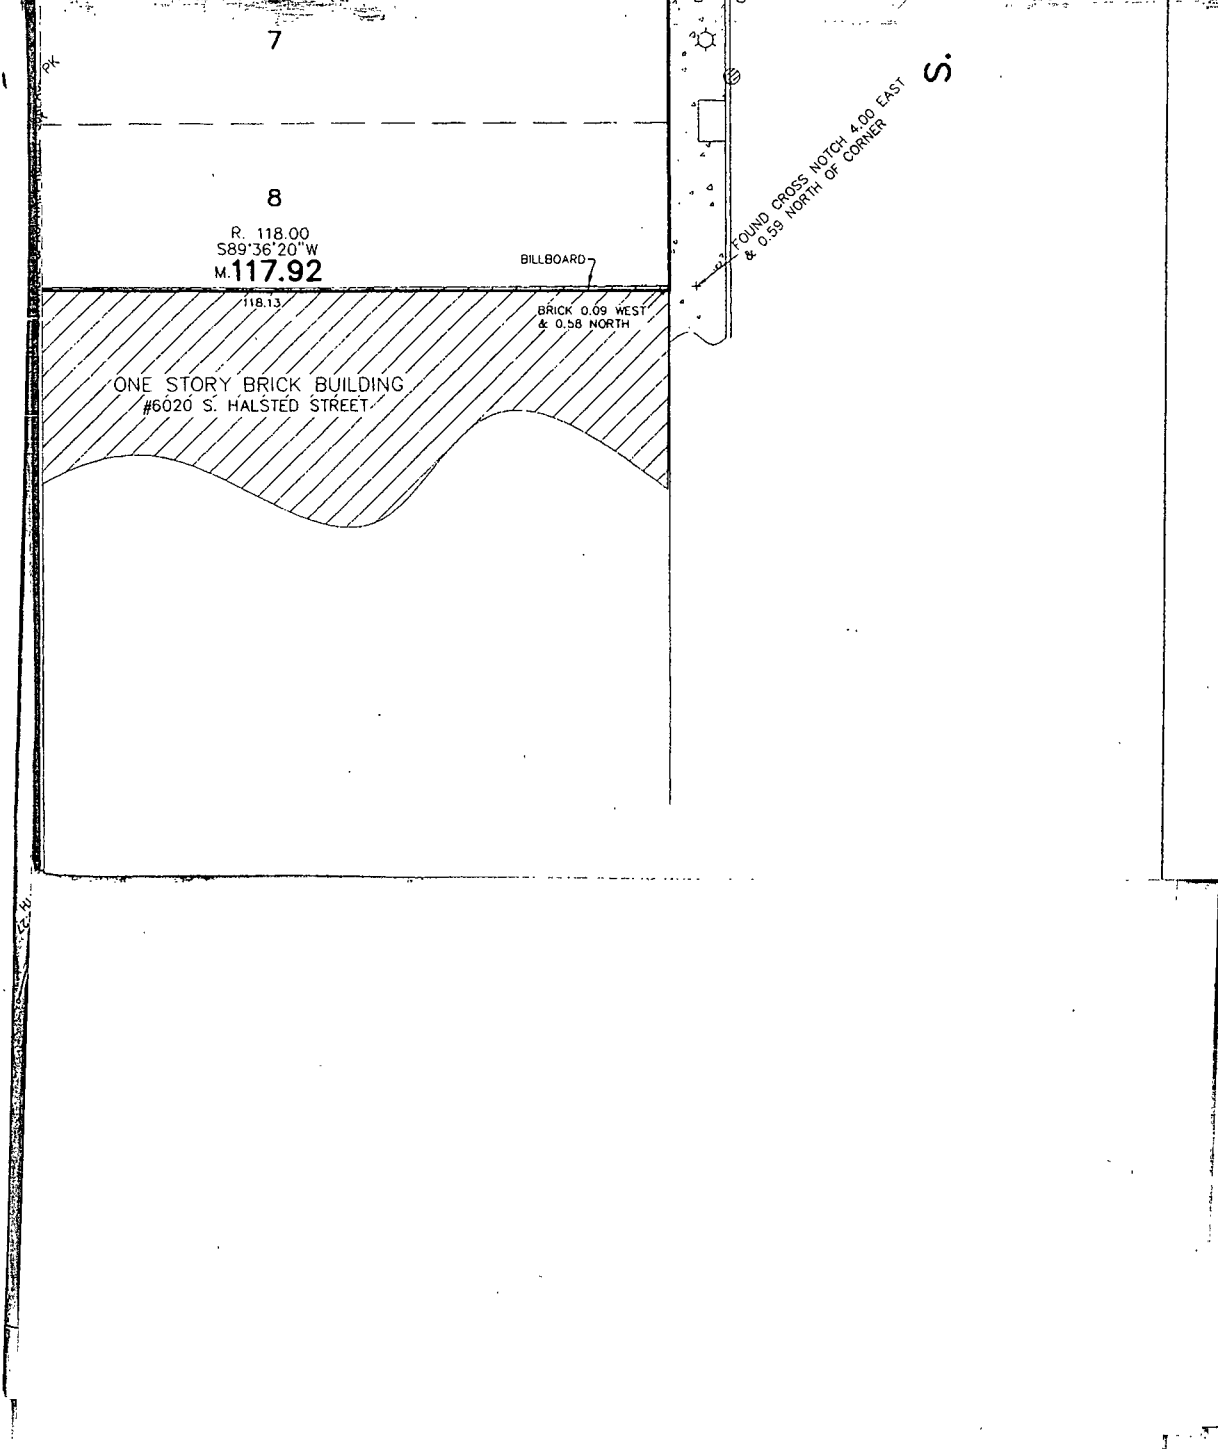 7
PK
S.
FOUND CROSS NOTCH 4.00 EAST
& 0.59 NORTH OF CORNER
8
R. 118.00
S89°36'20"W
M.117.92
BILLBOARD
118.13
BRICK 0.09 WEST
& 0.58 NORTH
ONE STORY BRICK BUILDING
#6020 S. HALSTED STREET